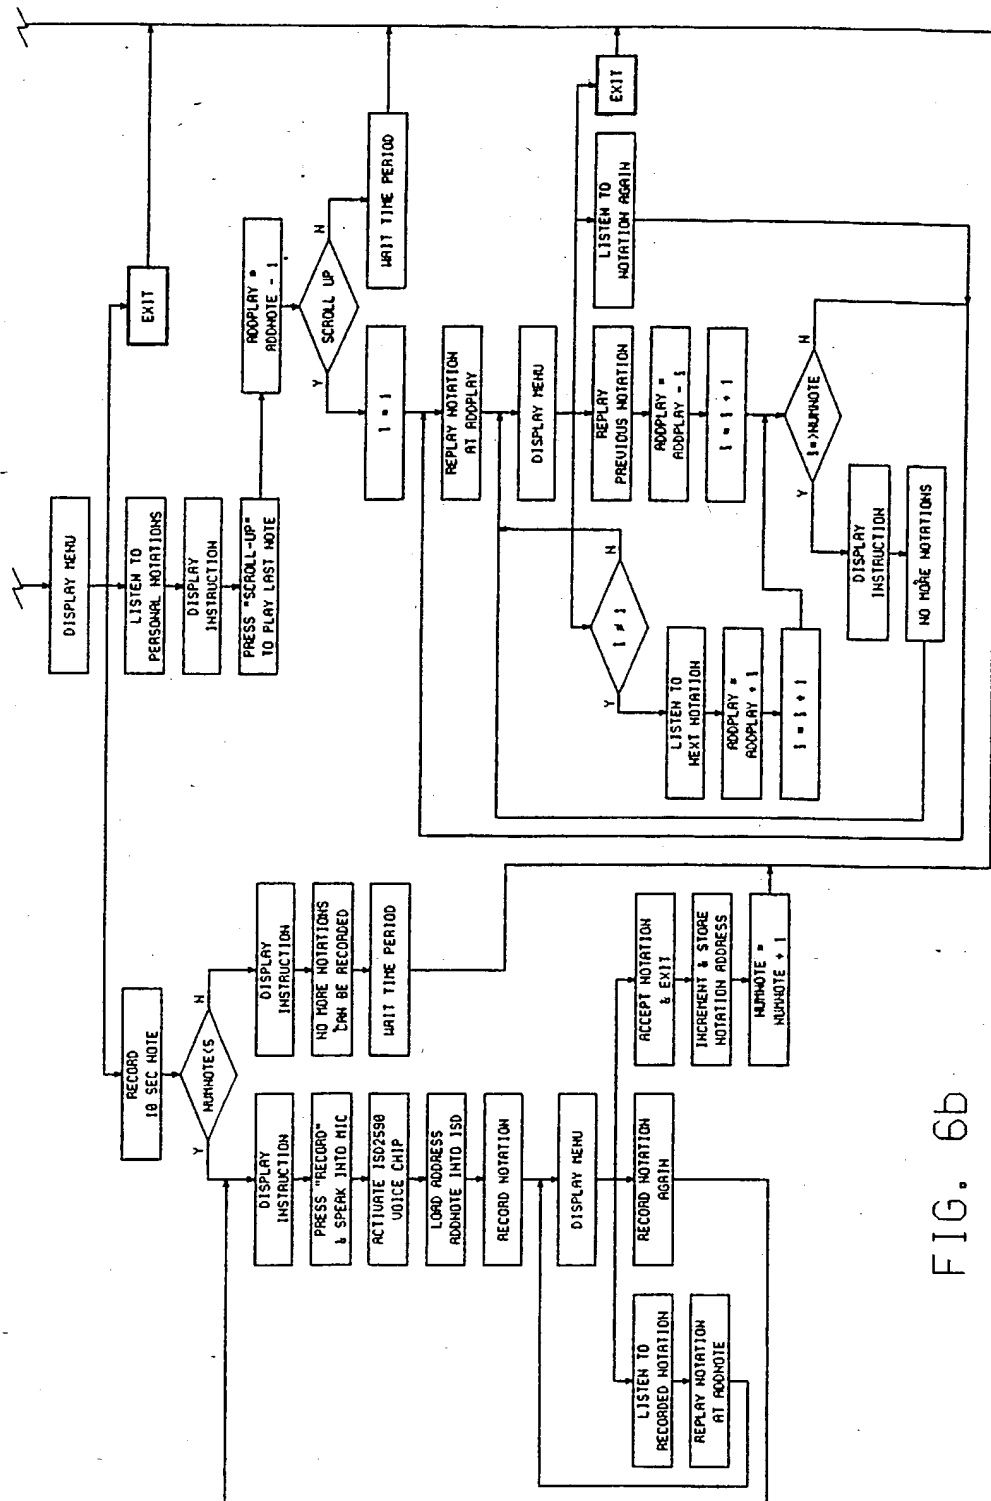 DISPLAY MENU
RECORD
10 SEC NOTE
LISTEN TO
PERSONAL NOTATIONS
EXIT
NUMNOTE<5
Y
N
DISPLAY
INSTRUCTION
PRESS "SCROLL-UP"
TO PLAY LAST NOTE
ADDPLAY =
ADDNOTE - 1
SCROLL UP
Y
N
WAIT TIME PERIOD
I = 1
REPLAY NOTATION
AT ADDPLAY
DISPLAY MENU
I ≠ 1
Y
N
LISTEN TO
NEXT NOTATION
ADDPLAY =
ADDPLAY + 1
I = I + 1
REPLAY
PREVIOUS NOTATION
ADDPLAY =
ADDPLAY - 1
I = I + 1
LISTEN TO
NOTATION AGAIN
EXIT
I=>NUMNOTE
Y
N
DISPLAY
INSTRUCTION
NO MORE NOTATIONS
DISPLAY
INSTRUCTION
PRESS "RECORD"
& SPEAK INTO MIC
ACTIVATE ISD2590
VOICE CHIP
LOAD ADDRESS
ADDNOTE INTO ISD
RECORD NOTATION
DISPLAY MENU
DISPLAY
INSTRUCTION
NO MORE NOTATIONS
CAN BE RECORDED
WAIT TIME PERIOD
LISTEN TO
RECORDED NOTATION
REPLAY NOTATION
AT ADDNOTE
RECORD NOTATION
AGAIN
ACCEPT NOTATION
& EXIT
INCREMENT & STORE
NOTATION ADDRESS
NUMNOTE =
NUMNOTE + 1
FIG. 6b